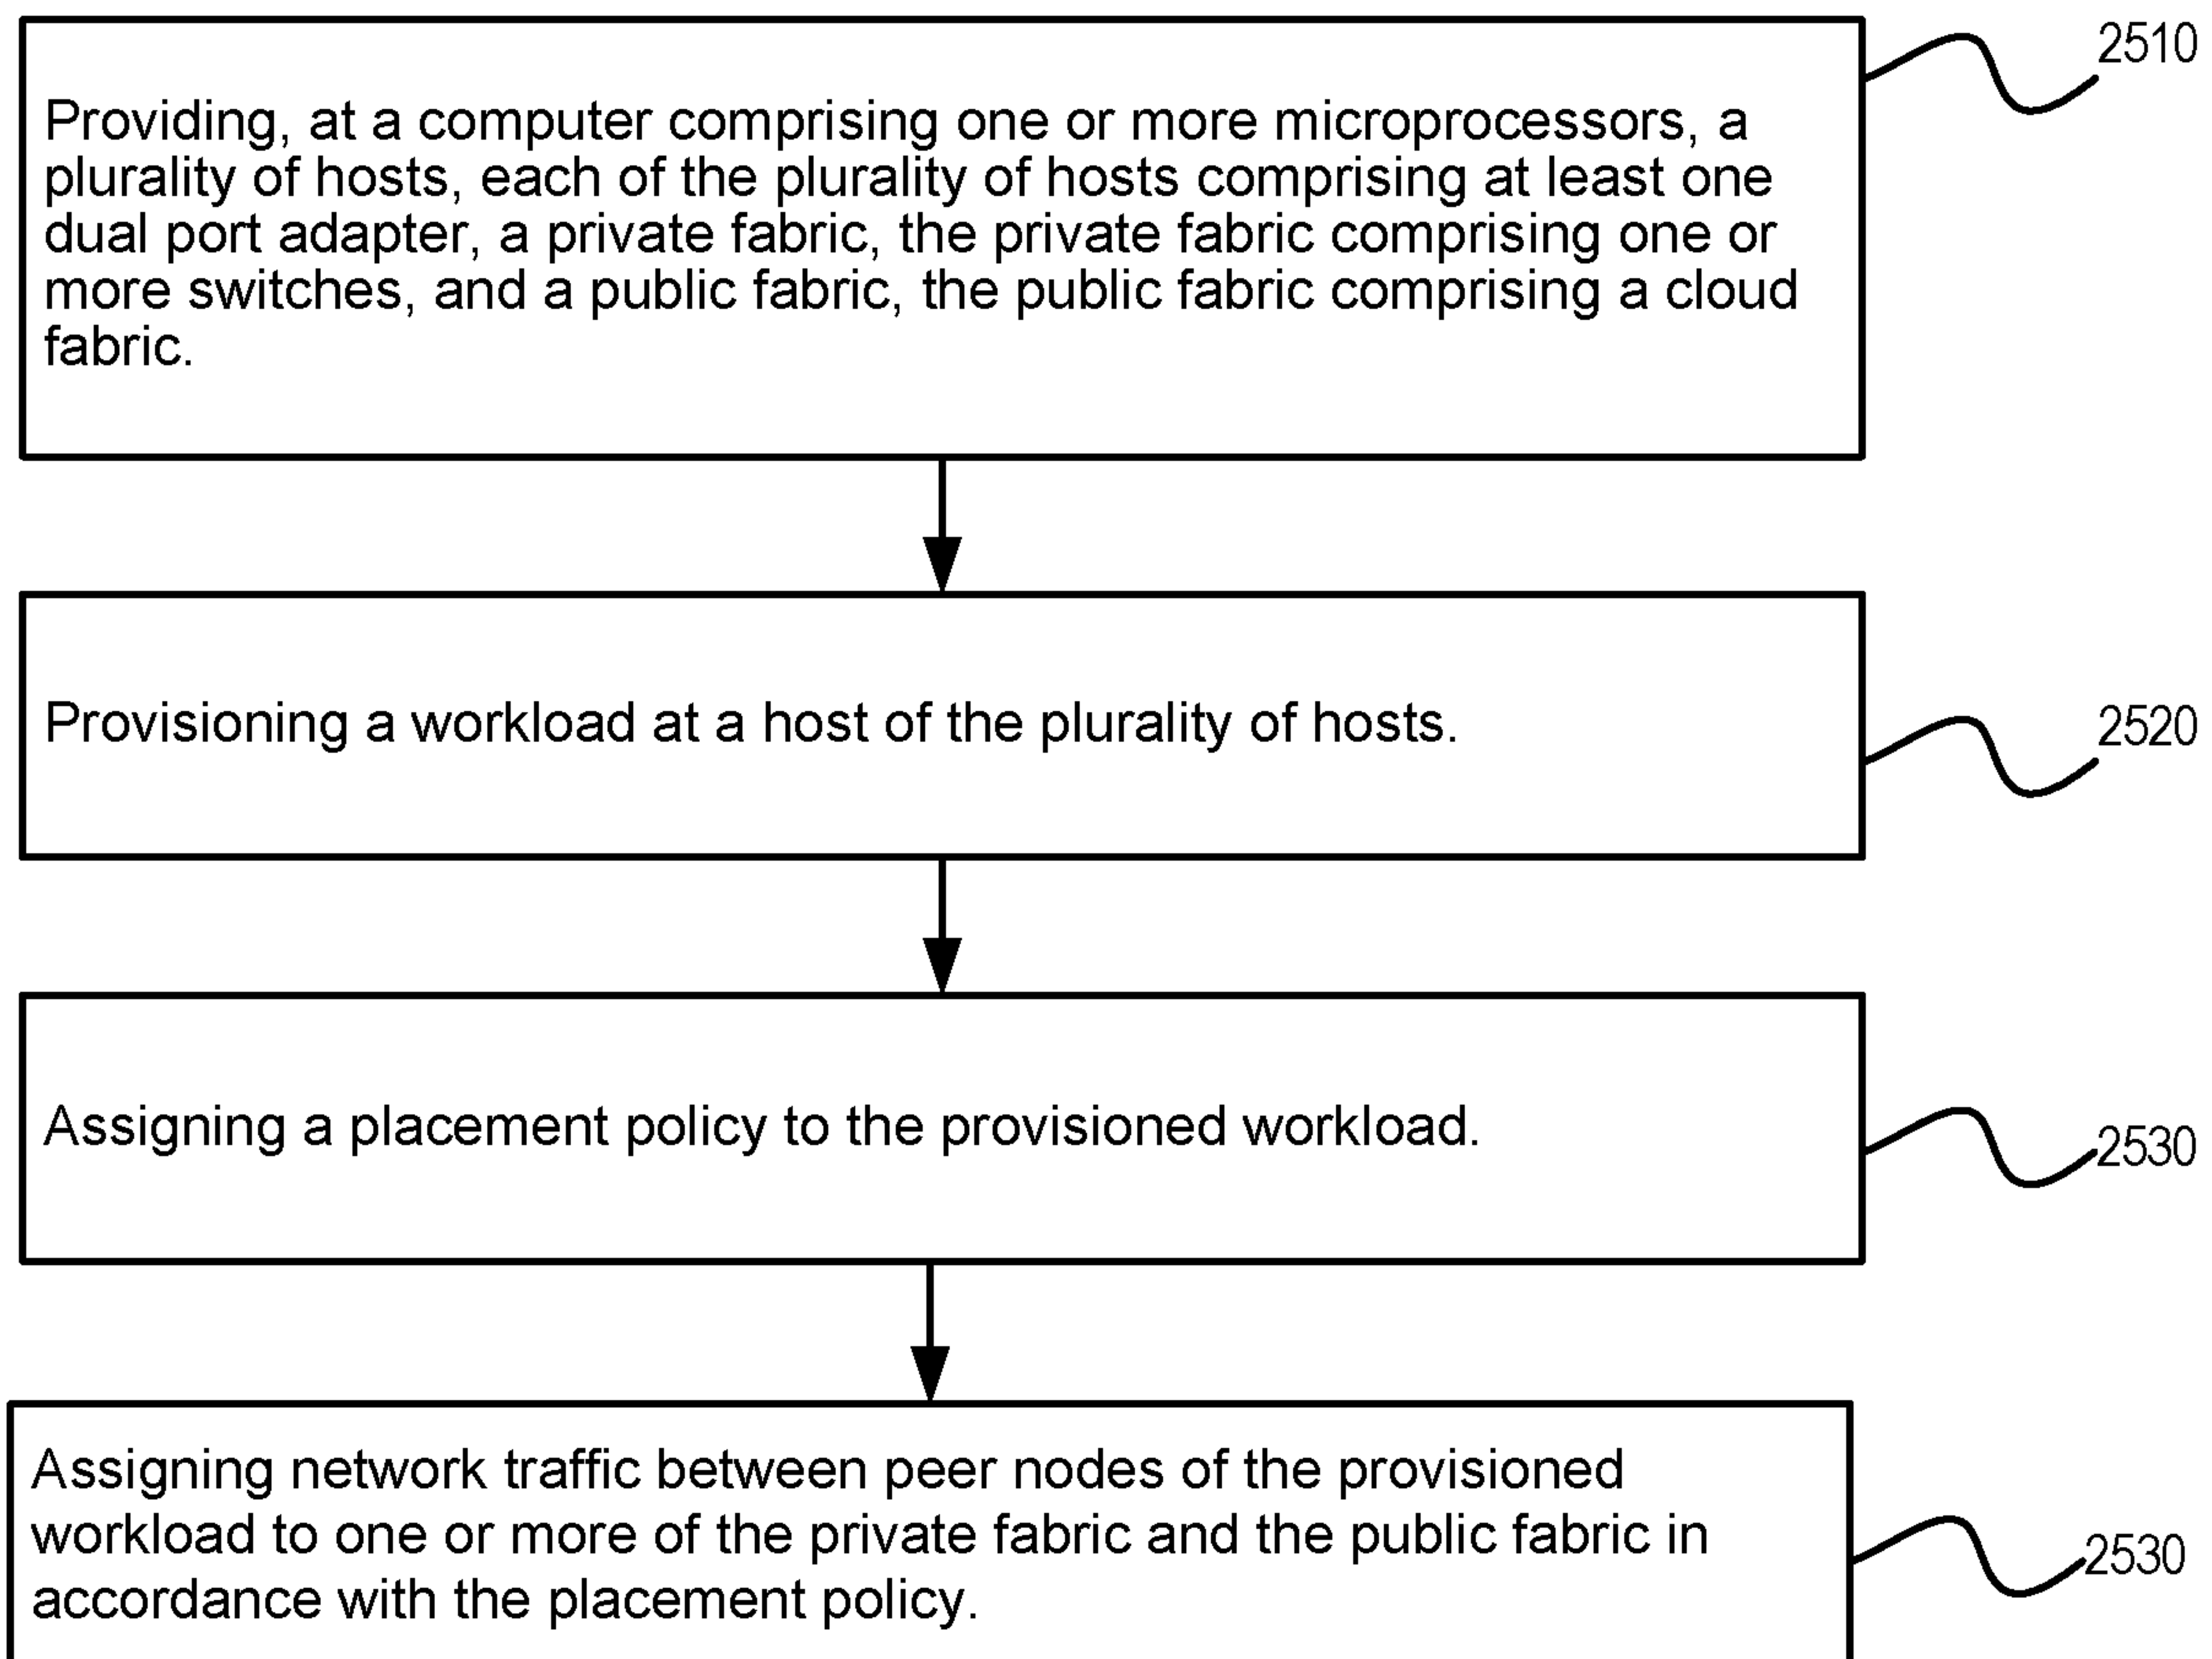 2510
Providing, at a computer comprising one or more microprocessors, a
plurality of hosts, each of the plurality of hosts comprising at least one
dual port adapter, a private fabric, the private fabric comprising one or
more switches, and a public fabric, the public fabric comprising a cloud
fabric.
Provisioning a workload at a host of the plurality of hosts.
2520
Assigning a placement policy to the provisioned workload.
2530
Assigning network traffic between peer nodes of the provisioned
workload to one or more of the private fabric and the public fabric in
accordance with the placement policy.
2530